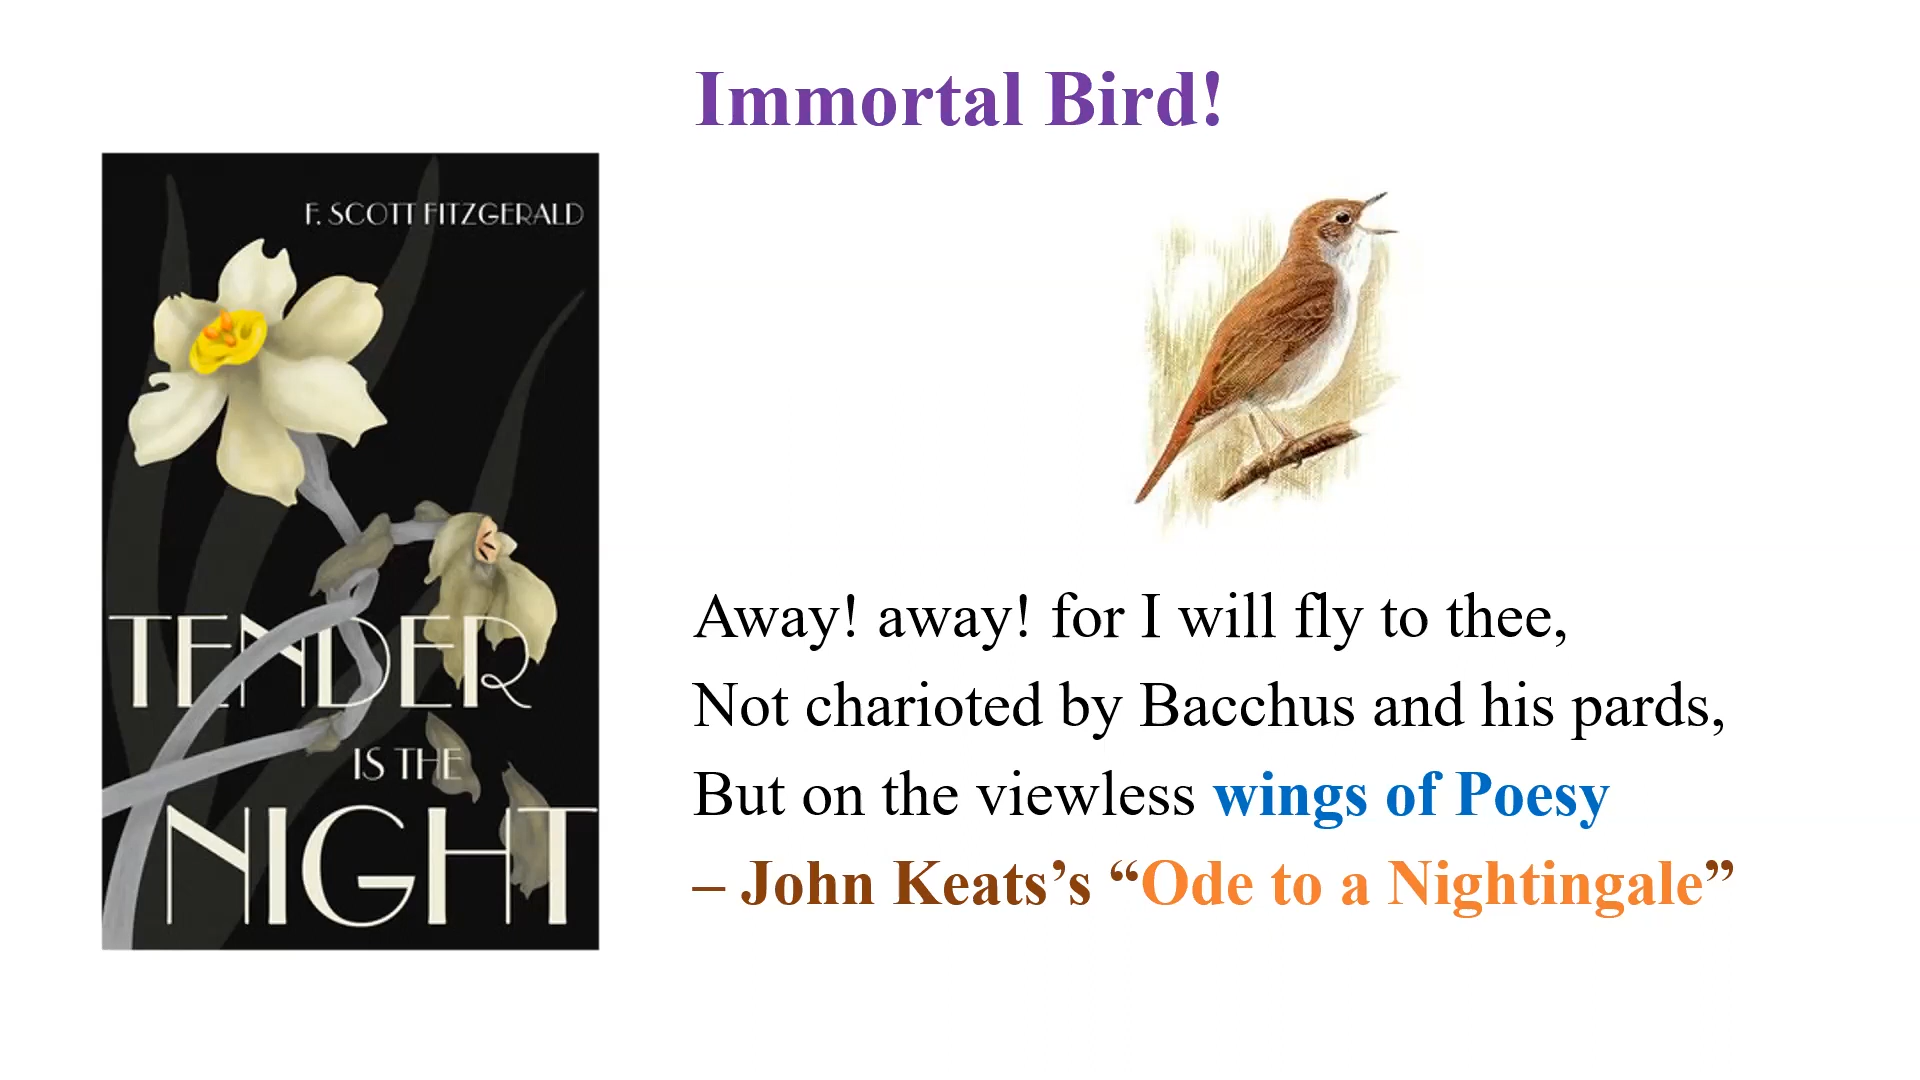 Immortal Bird!
F. SCOTT FITZGERALD
TENDER
IS THE
NIGHT
Away! away! for I will fly to thee,
Not charioted by Bacchus and his pards,
But on the viewless wings of Poesy
– John Keats’s “Ode to a Nightingale”